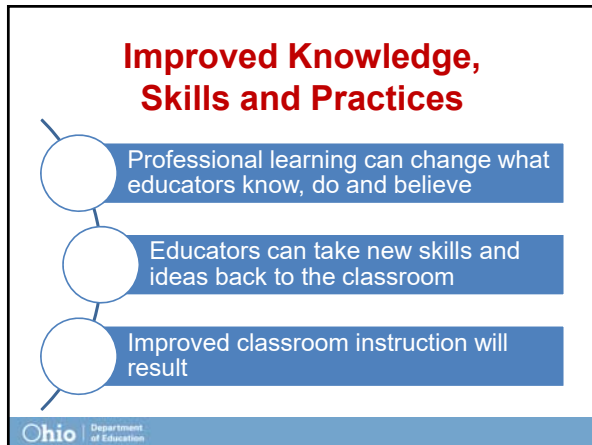 Improved Knowledge,
Skills and Practices
Professional learning can change what
educators know, do and believe
Educators can take new skills and
ideas back to the classroom
Improved classroom instruction will
result
Ohio | Department
of Education